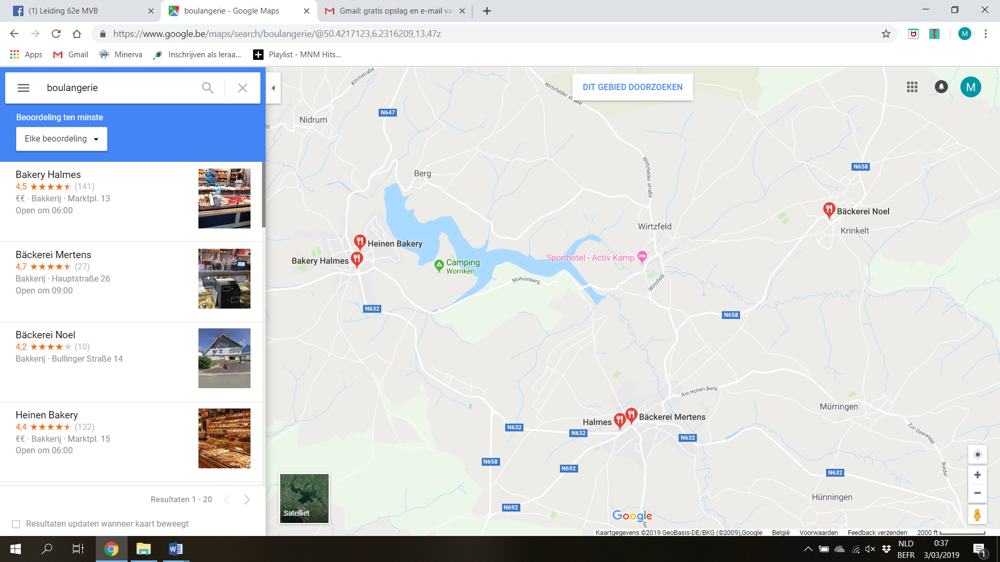 (1) Leiding 62e MVB
boulangerie - Google Maps
Gmail: gratis opslag en e-mail va
https://www.google.be/maps/search/boulangerie/@50.4217123,6.2316209,13.47z
M
Apps
Gmail
Minerva
Inschrijven als leraa...
Playlist - MNM Hits...
boulangerie
Beoordeling ten minste
Elke beoordeling
Bakery Halmes
4,5 (141)
€€ · Bakkerij · Marktpl. 13
Open om 06:00
Bäckerei Mertens
4,7 (27)
Bakkerij · Hauptstraße 26
Open om 09:00
Bäckerei Noel
4,2 (10)
Bakkerij · Bullinger Straße 14
Heinen Bakery
4,4 (132)
€€ · Bakkerij · Marktpl. 15
Open om 06:00
Resultaten 1 - 20
Resultaten updaten wanneer kaart beweegt
DIT GEBIED DOORZOEKEN
M
Kirchstraße
Wirtzfelder straße
N647
Nidrum
Berg
Wirtzfelder straße
N658
Bäckerei Noel
Krinkelt
Wirtzfeld
Heinen Bakery
Bakery Halmes
Camping
Worriken
Sporthotel - Activ Kamp
Muhrenberg
Wirtzfeld
N632
N658
Am Hohen Berg
Mürringen
Halmes
Bäckerei Mertens
N632
N632
N632
Zur Gewandel
N658
N692
Bolder
N632
Hünningen
N692
Satelliet
Google
Kaartgegevens ©2019 GeoBasis-DE/BKG (©2009),Google
België
Voorwaarden
Feedback verzenden
2000 ft
NLD
BEFR
0:37
3/03/2019
1